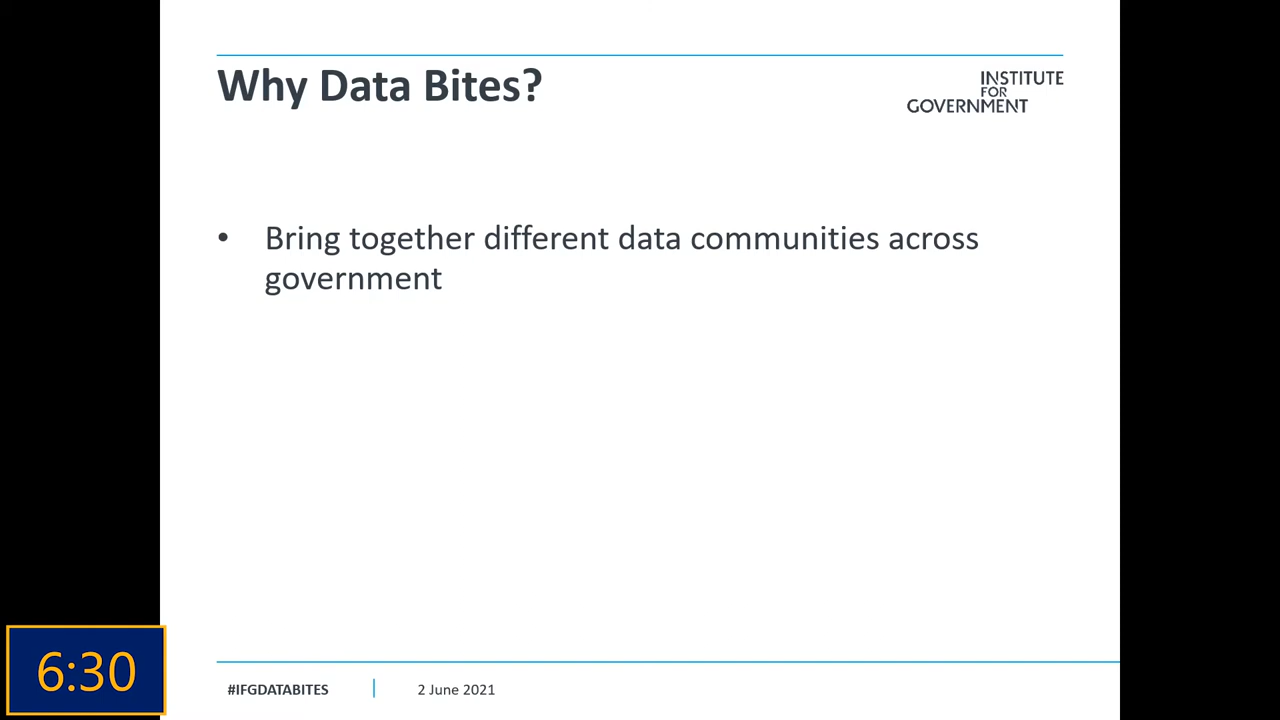 Why Data Bites?
INSTITUTE
FOR
GOVERNMENT
• Bring together different data communities across
government
6:30
#IFGDATABITES
2 June 2021